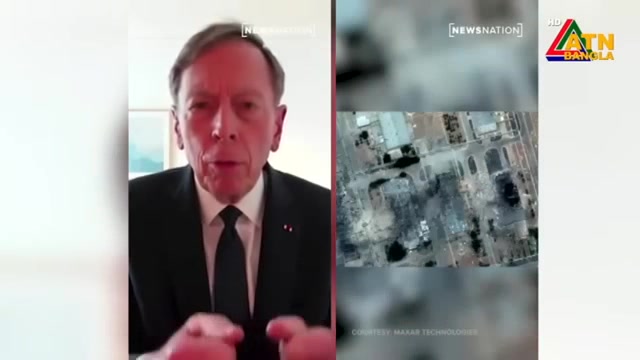 [NEWSNATION]
[NEWSNATION]
HD
ATN
BANGLA
COURTESY: MAXAR TECHNOLOGIES